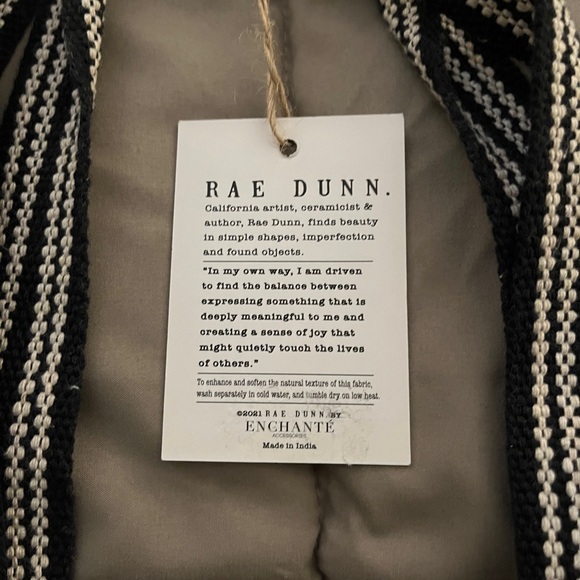 RAE DUNN.
California artist, ceramicist &
author, Rae Dunn, finds beauty
in simple shapes, imperfection
and found objects.
"In my own way, I am driven
to find the balance between
expressing something that is
deeply meaningful to me and
creating a sense of joy that
might quietly touch the lives
of others."
To enhance and soften the natural texture of this fabric,
wash separately in cold water, and tumble dry on low heat.
©2021 RAE DUNN BY
ENCHANTÉ
ACCESSORIES
Made in India